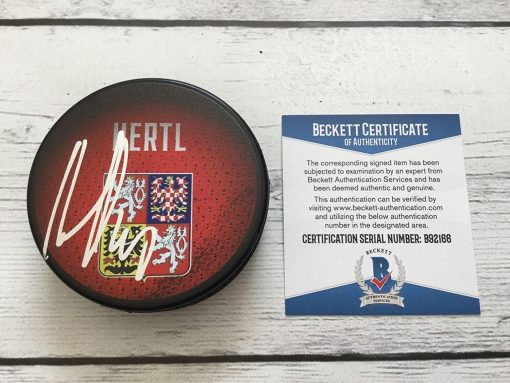 HERTL
BECKETT CERTIFICATE
OF AUTHENTICITY
The corresponding signed item has been
subjected to examination by an expert from
Beckett Authentication Services and has
been deemed authentic and genuine.
This authentication can be verified by
visiting www.beckett-authentication.com
and utilizing the below authentication
number in the designated area.
CERTIFICATION SERIAL NUMBER: B92166
BECKETT
B
AUTHENTICATION
SERVICES